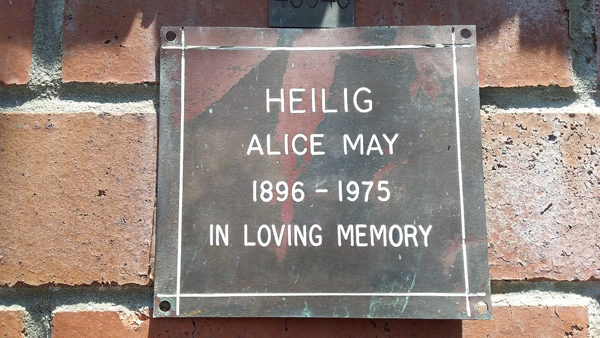 HEILIG
ALICE MAY
1896 - 1975
IN LOVING MEMORY